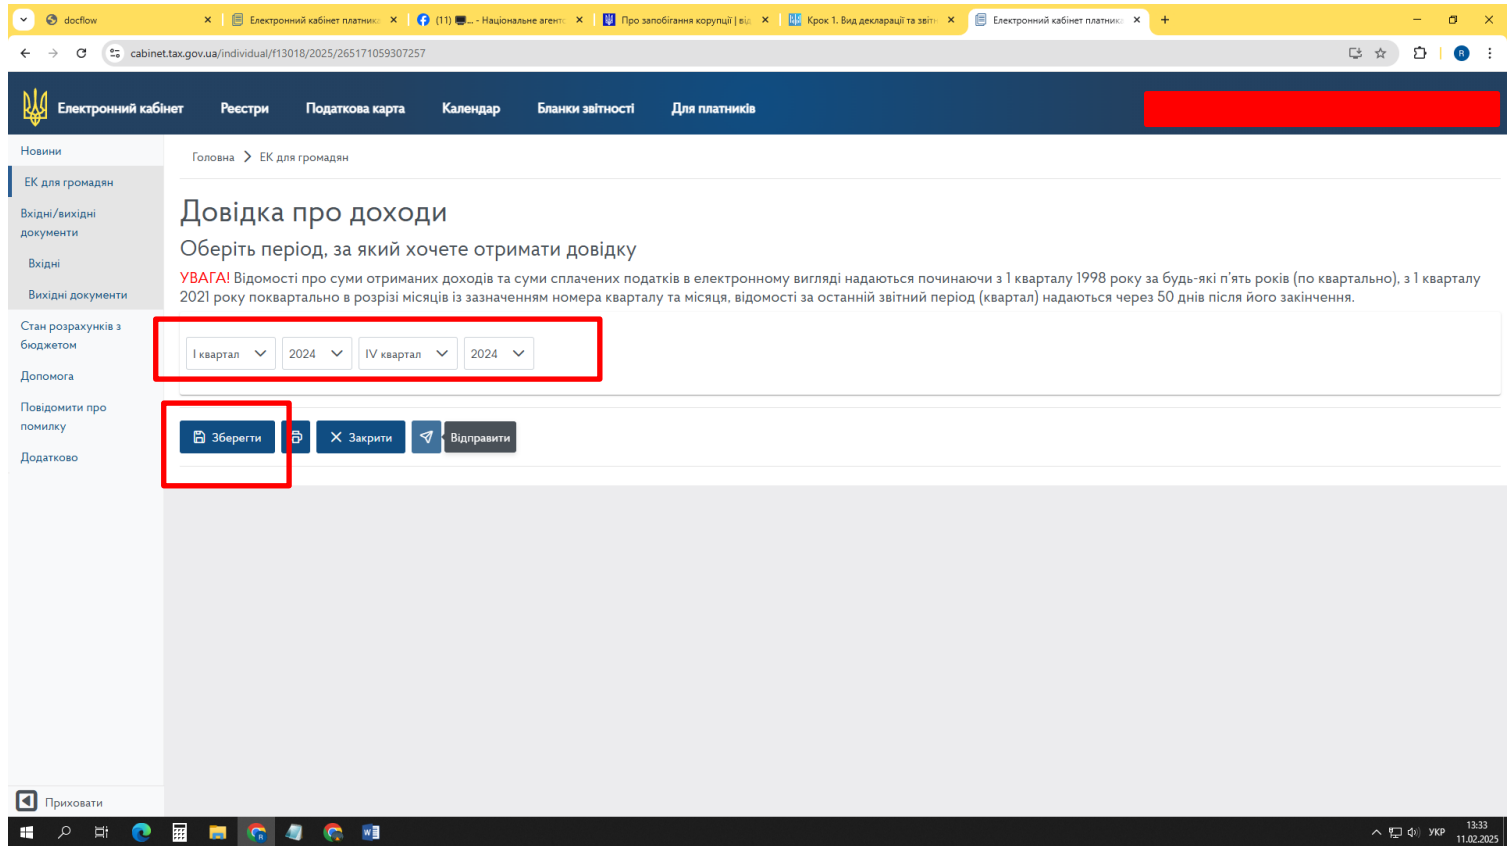 docflow
Електронний кабінет платник
(11) ... - Національне агент
Про запобігання корупції | від
Крок 1. Вид декларації та звітн
Електронний кабінет платник
cabinet.tax.gov.ua/individual/f13018/2025/265171059307257
R
Електронний кабінет
Реєстри
Податкова карта
Календар
Бланки звітності
Для платників
Новини
ЕК для громадян
Вхідні/вихідні
документи
Вхідні
Вихідні документи
Стан розрахунків з
бюджетом
Допомога
Повідомити про
помилку
Додатково
Приховати
Головна > ЕК для громадян
Довідка про доходи
Оберіть період, за який хочете отримати довідку
УВАГА! Відомості про суми отриманих доходів та суми сплачених податків в електронному вигляді надаються починаючи з 1 кварталу 1998 року за будь-які п'ять років (по квартально), з 1 кварталу
2021 року поквартально в розрізі місяців із зазначенням номера кварталу та місяця, відомості за останній звітний період (квартал) надаються через 50 днів після його закінчення.
I квартал 2024 IV квартал 2024
Зберегти Закрити Відправити
УКР
13:33
11.02.2025